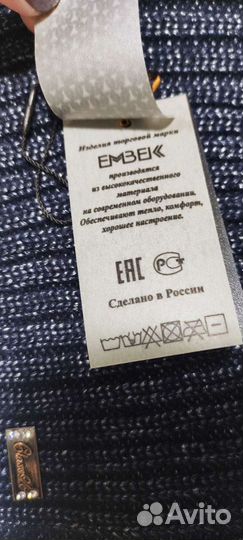 Изделия торговой марки
EMBEK
производятся
из высококачественного
материала
на современном оборудовании.
Обеспечивают тепло, комфорт,
хорошее настроение.
EAC РСТ
Сделано в России
Avito